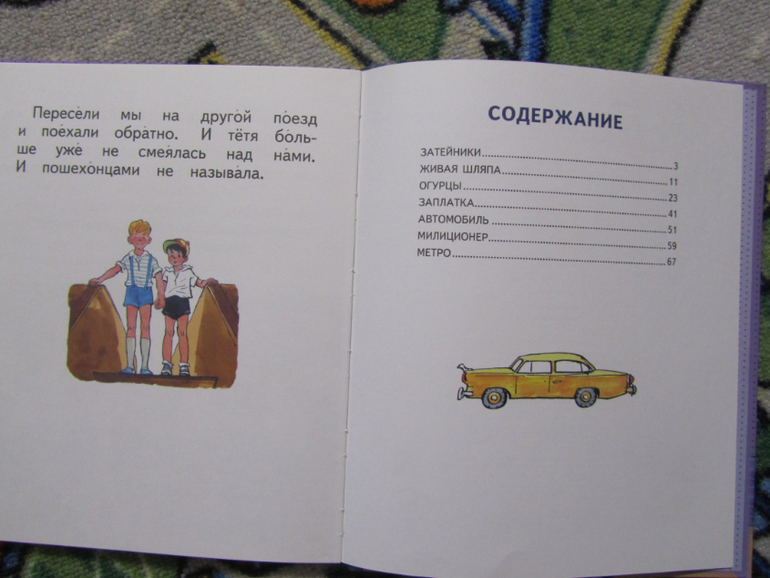 Пересе́ли мы на друго́й по́езд
и пое́хали обра́тно. И тётя бо́ль-
ше уже́ не смея́лась над на́ми.
И пошехо́нцами не называ́ла.
СОДЕРЖАНИЕ
ЗАТЕЙНИКИ 3
ЖИВАЯ ШЛЯПА 11
ОГУРЦЫ 23
ЗАПЛАТКА 41
АВТОМОБИЛЬ 51
МИЛИЦИОНЕР 59
МЕТРО 67